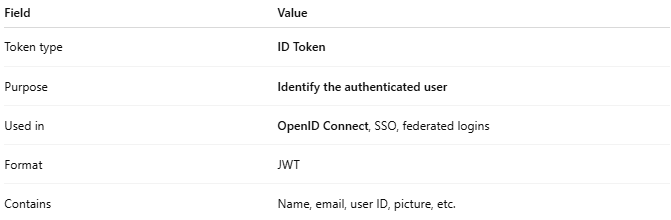 Field Value
Token type ID Token
Purpose Identify the authenticated user
Used in OpenID Connect, SSO, federated logins
Format JWT
Contains Name, email, user ID, picture, etc.